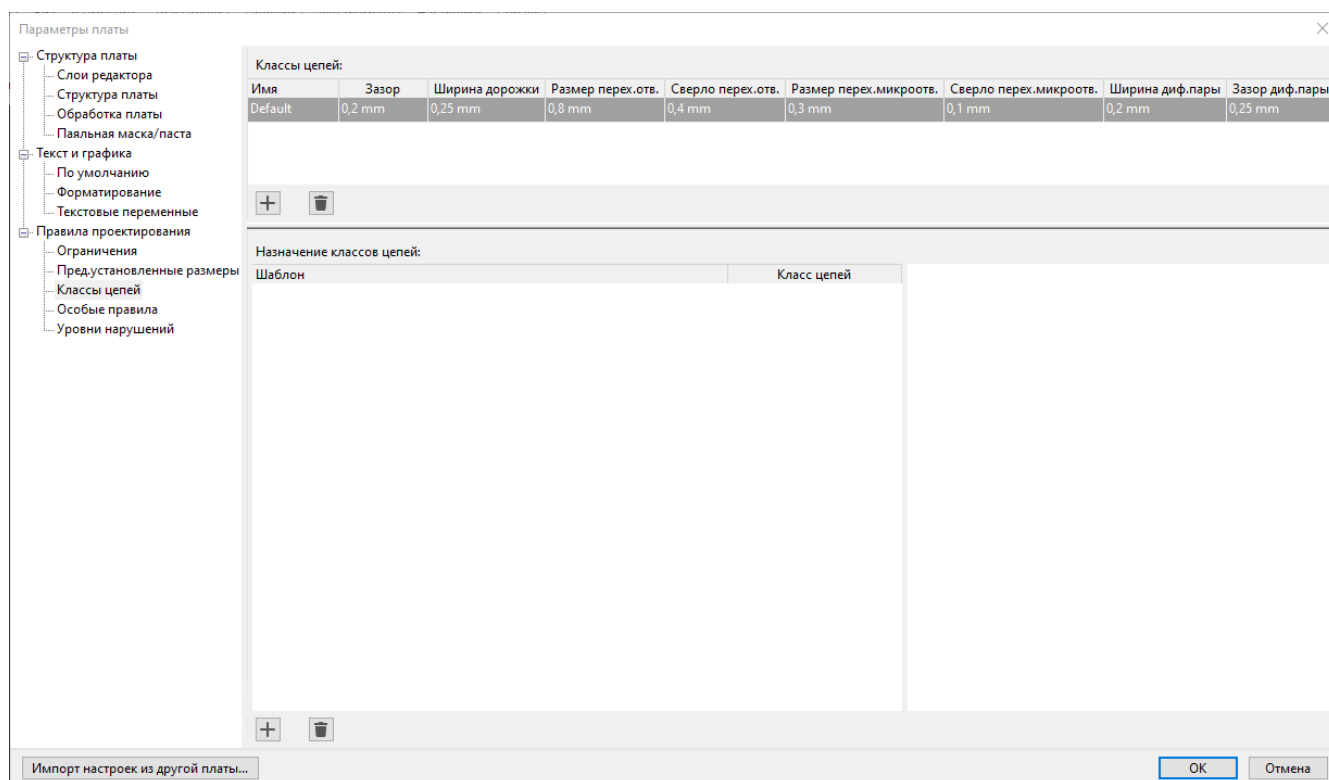 Параметры платы
Структура платы
Слои редактора
Структура платы
Обработка платы
Паяльная маска/паста
Текст и графика
По умолчанию
Форматирование
Текстовые переменные
Правила проектирования
Ограничения
Пред.установленные размеры
Классы цепей
Особые правила
Уровни нарушений
Классы цепей:
Имя Зазор Ширина дорожки Размер перех.отв. Сверло перех.отв. Размер перех.микроотв. Сверло перех.микроотв. Ширина диф.пары Зазор диф.пары
Default 0,2 mm 0,25 mm 0,8 mm 0,4 mm 0,3 mm 0,1 mm 0,2 mm 0,25 mm
Назначение классов цепей:
Шаблон Класс цепей
Импорт настроек из другой платы... OK Отмена